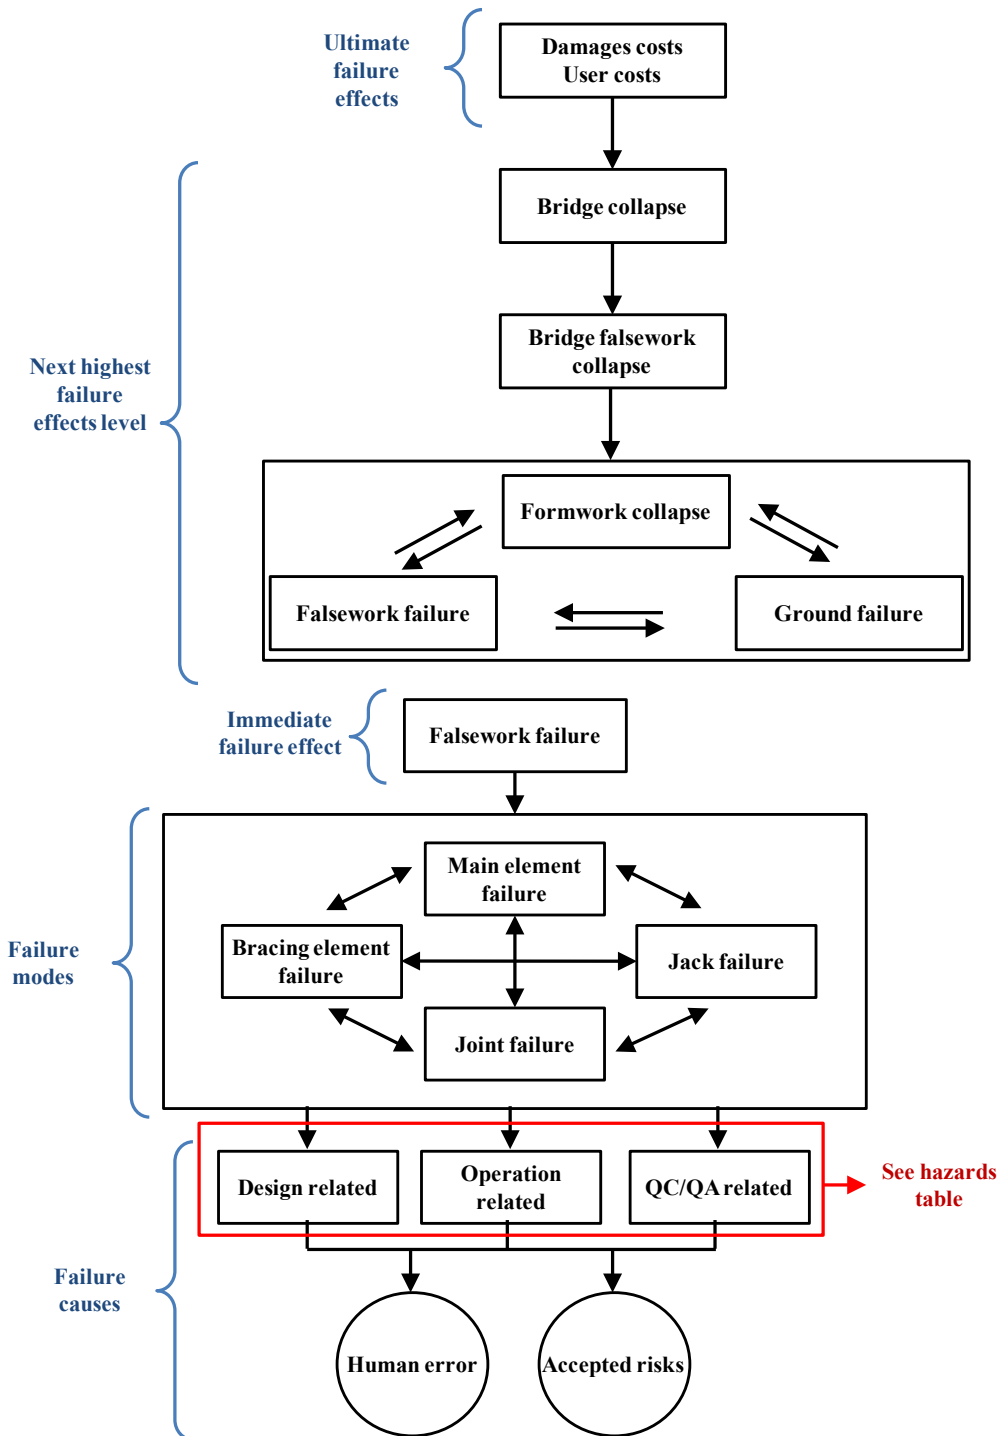 Ultimate
failure
effects
Damages costs
User costs
Bridge collapse
Bridge falsework
collapse
Next highest
failure
effects level
Formwork collapse
Falsework failure
Ground failure
Immediate
failure effect
Falsework failure
Main element
failure
Bracing element
failure
Jack failure
Failure
modes
Joint failure
Design related
Operation
related
QC/QA related
See hazards
table
Failure
causes
Human error
Accepted risks